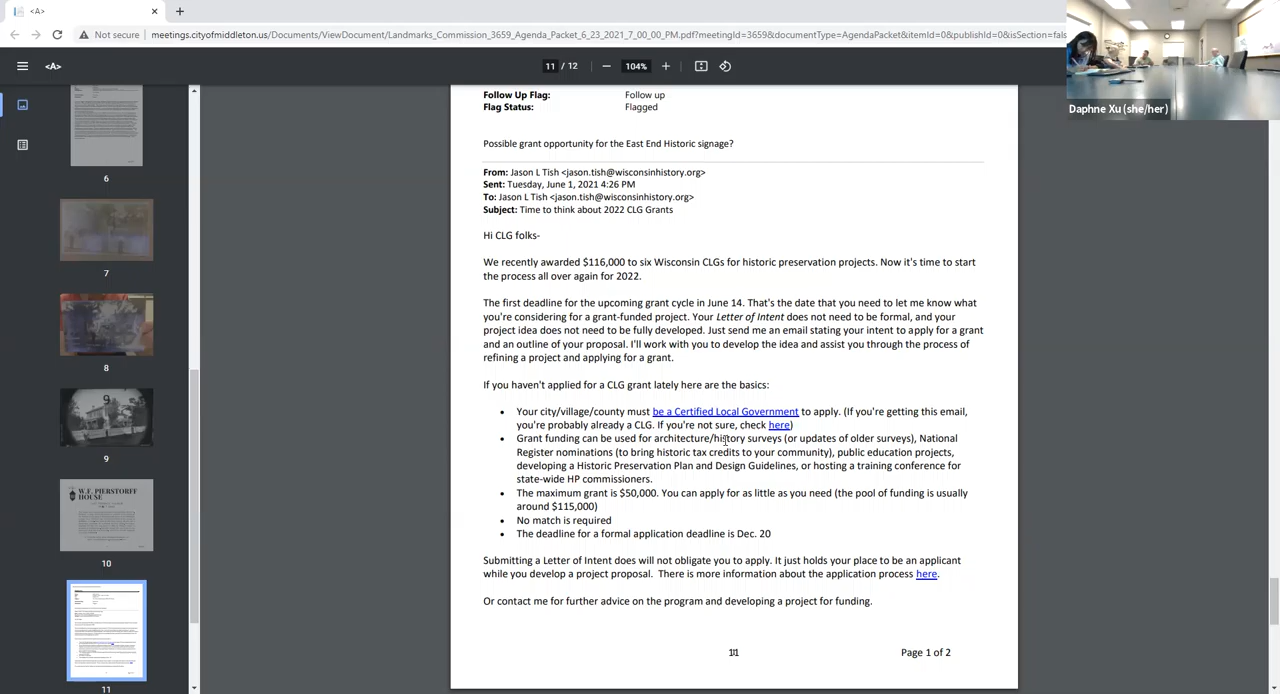 <A>
Not secure
meetings.cityofmiddleton.us/Documents/ViewDocument/Landmarks_Commission_3659_Agenda_Packet_6_23_2021_7_00_00_PM.pdf?meetingId=3659&documentType=AgendaPacket&itemId=0&publishId=0&isSection=fals
<A>
11 / 12
104%
Daphne Xu (she/her)
6
7
8
9
W. F. PIERSTORFF
HOUSE
10
11
Follow Up Flag: Follow up
Flag Status: Flagged
Possible grant opportunity for the East End Historic signage?
From: Jason L Tish <jason.tish@wisconsinhistory.org>
Sent: Tuesday, June 1, 2021 4:26 PM
To: Jason L Tish <jason.tish@wisconsinhistory.org>
Subject: Time to think about 2022 CLG Grants
Hi CLG folks-
We recently awarded $116,000 to six Wisconsin CLGs for historic preservation projects. Now it's time to start
the process all over again for 2022.
The first deadline for the upcoming grant cycle in June 14. That's the date that you need to let me know what
you're considering for a grant-funded project. Your Letter of Intent does not need to be formal, and your
project idea does not need to be fully developed. Just send me an email stating your intent to apply for a grant
and an outline of your proposal. I'll work with you to develop the idea and assist you through the process of
refining a project and applying for a grant.
If you haven't applied for a CLG grant lately here are the basics:
• Your city/village/county must be a Certified Local Government to apply. (If you're getting this email,
you're probably already a CLG. If you're not sure, check here)
• Grant funding can be used for architecture/history surveys (or updates of older surveys), National
Register nominations (to bring historic tax credits to your community), public education projects,
developing a Historic Preservation Plan and Design Guidelines, or hosting a training conference for
state-wide HP commissioners.
• The maximum grant is $50,000. You can apply for as little as you need (the pool of funding is usually
around $115,000)
• No match is required
• The deadline for a formal application deadline is Dec. 20
Submitting a Letter of Intent does will not obligate you to apply. It just holds your place to be an applicant
while you develop a project proposal.  There is more information about the application process here.
Or contact me for further advice on the program and developing a project for funding.
11
Page 1 of 2